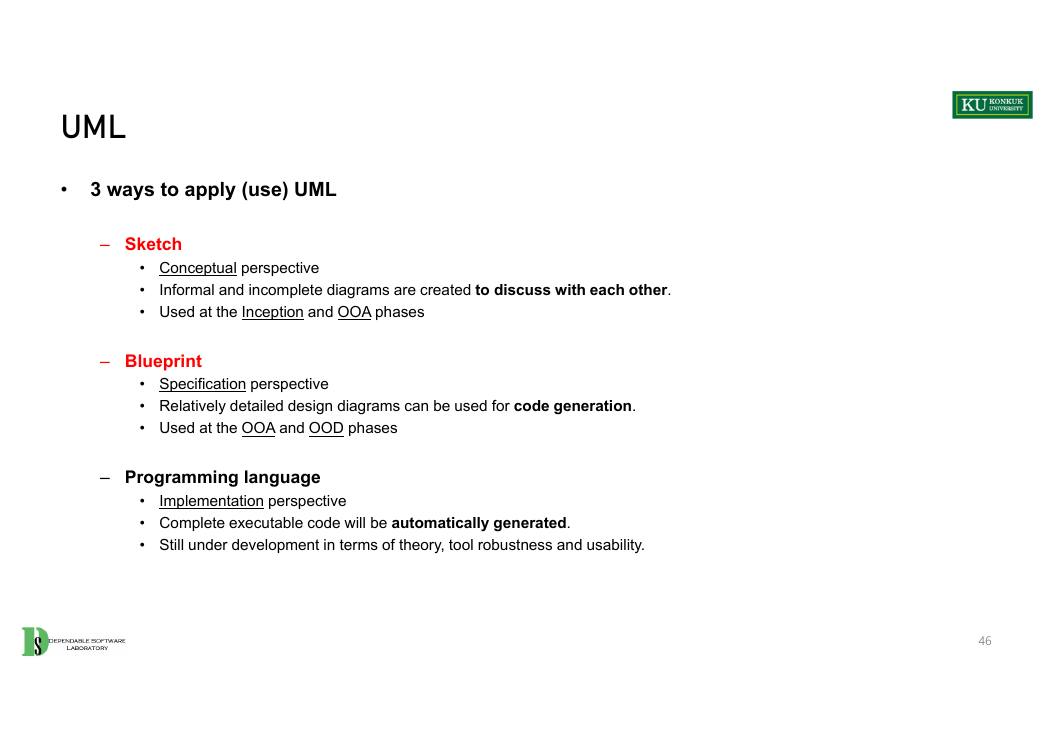 KU KONKUK
UNIVERSITY
UML
• 3 ways to apply (use) UML
– Sketch
• Conceptual perspective
• Informal and incomplete diagrams are created to discuss with each other.
• Used at the Inception and OOA phases
– Blueprint
• Specification perspective
• Relatively detailed design diagrams can be used for code generation.
• Used at the OOA and OOD phases
– Programming language
• Implementation perspective
• Complete executable code will be automatically generated.
• Still under development in terms of theory, tool robustness and usability.
DS DEPENDABLE SOFTWARE
LABORATORY
46